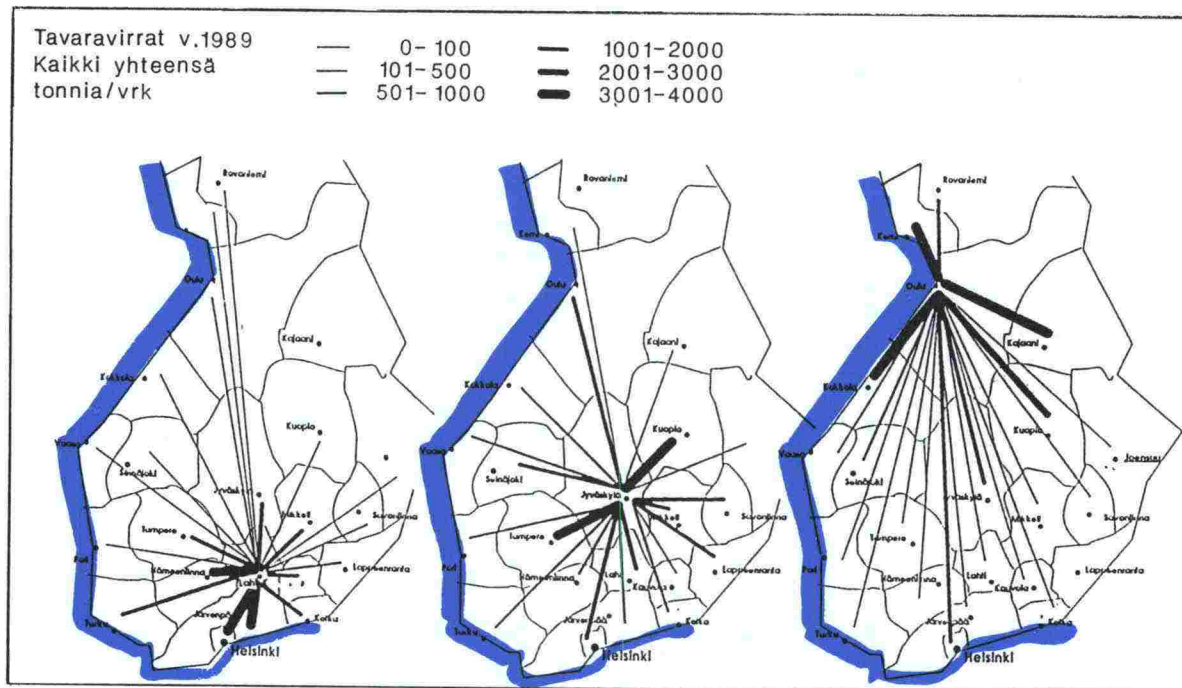 Tavaravirrat v.1989
Kaikki yhteensä
tonnia/vrk
0-100
101-500
501-1000
1001-2000
2001-3000
3001-4000
Rovaniemi
Oulu
Kajaani
Kokkola
Kuopio
Vaasa
Seinäjoki
Jyväskylä
Mikkeli
Savonlinna
Tampere
Pori
Hämeenlinna
Lahti
Lappeenranta
Järvenpää
Turku
Kotka
Helsinki
Rovaniemi
Kemi
Oulu
Kajaani
Kokkola
Kuopio
Vaasa
Seinäjoki
Jyväskylä
Mikkeli
Savonlinna
Tampere
Pori
Hämeenlinna
Lahti
Lappeenranta
Kouvola
Järvenpää
Turku
Kotka
Helsinki
Rovaniemi
Kemi
Oulu
Kajaani
Kokkola
Kuopio
Vaasa
Joensuu
Seinäjoki
Jyväskylä
Mikkeli
Savonlinna
Tampere
Pori
Hämeenlinna
Lahti
Lappeenranta
Kouvola
Järvenpää
Turku
Kotka
Helsinki